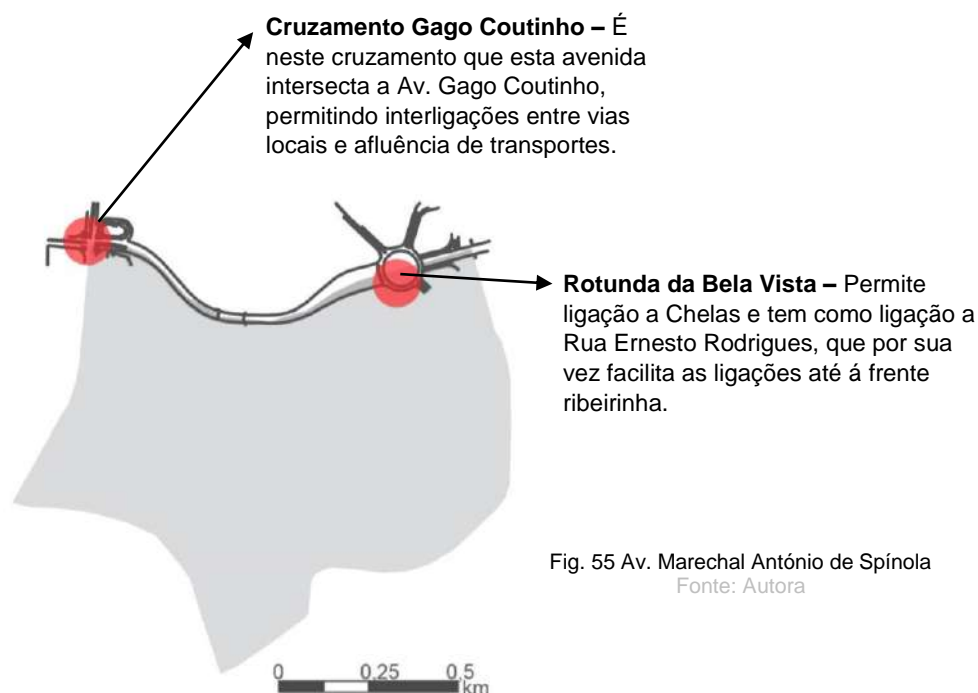 Cruzamento Gago Coutinho – É
neste cruzamento que esta avenida
intersecta a Av. Gago Coutinho,
permitindo interligações entre vias
locais e afluência de transportes.
Rotunda da Bela Vista – Permite
ligação a Chelas e tem como ligação a
Rua Ernesto Rodrigues, que por sua
vez facilita as ligações até á frente
ribeirinha.
Fig. 55 Av. Marechal António de Spínola
Fonte: Autora
0 0.25 0.5
km